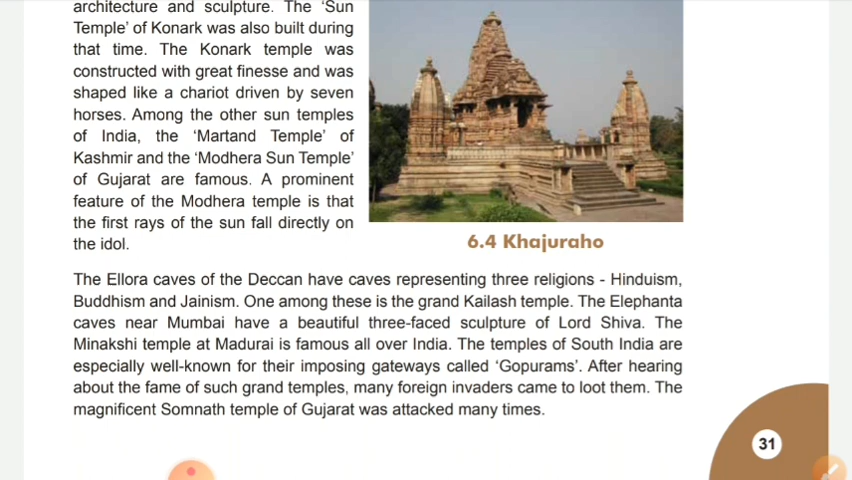 architecture and sculpture. The ‘Sun
Temple’ of Konark was also built during
that time. The Konark temple was
constructed with great finesse and was
shaped like a chariot driven by seven
horses. Among the other sun temples
of India, the ‘Martand Temple’ of
Kashmir and the ‘Modhera Sun Temple’
of Gujarat are famous. A prominent
feature of the Modhera temple is that
the first rays of the sun fall directly on
the idol.
6.4 Khajuraho
The Ellora caves of the Deccan have caves representing three religions - Hinduism,
Buddhism and Jainism. One among these is the grand Kailash temple. The Elephanta
caves near Mumbai have a beautiful three-faced sculpture of Lord Shiva. The
Minakshi temple at Madurai is famous all over India. The temples of South India are
especially well-known for their imposing gateways called ‘Gopurams’. After hearing
about the fame of such grand temples, many foreign invaders came to loot them. The
magnificent Somnath temple of Gujarat was attacked many times.
31